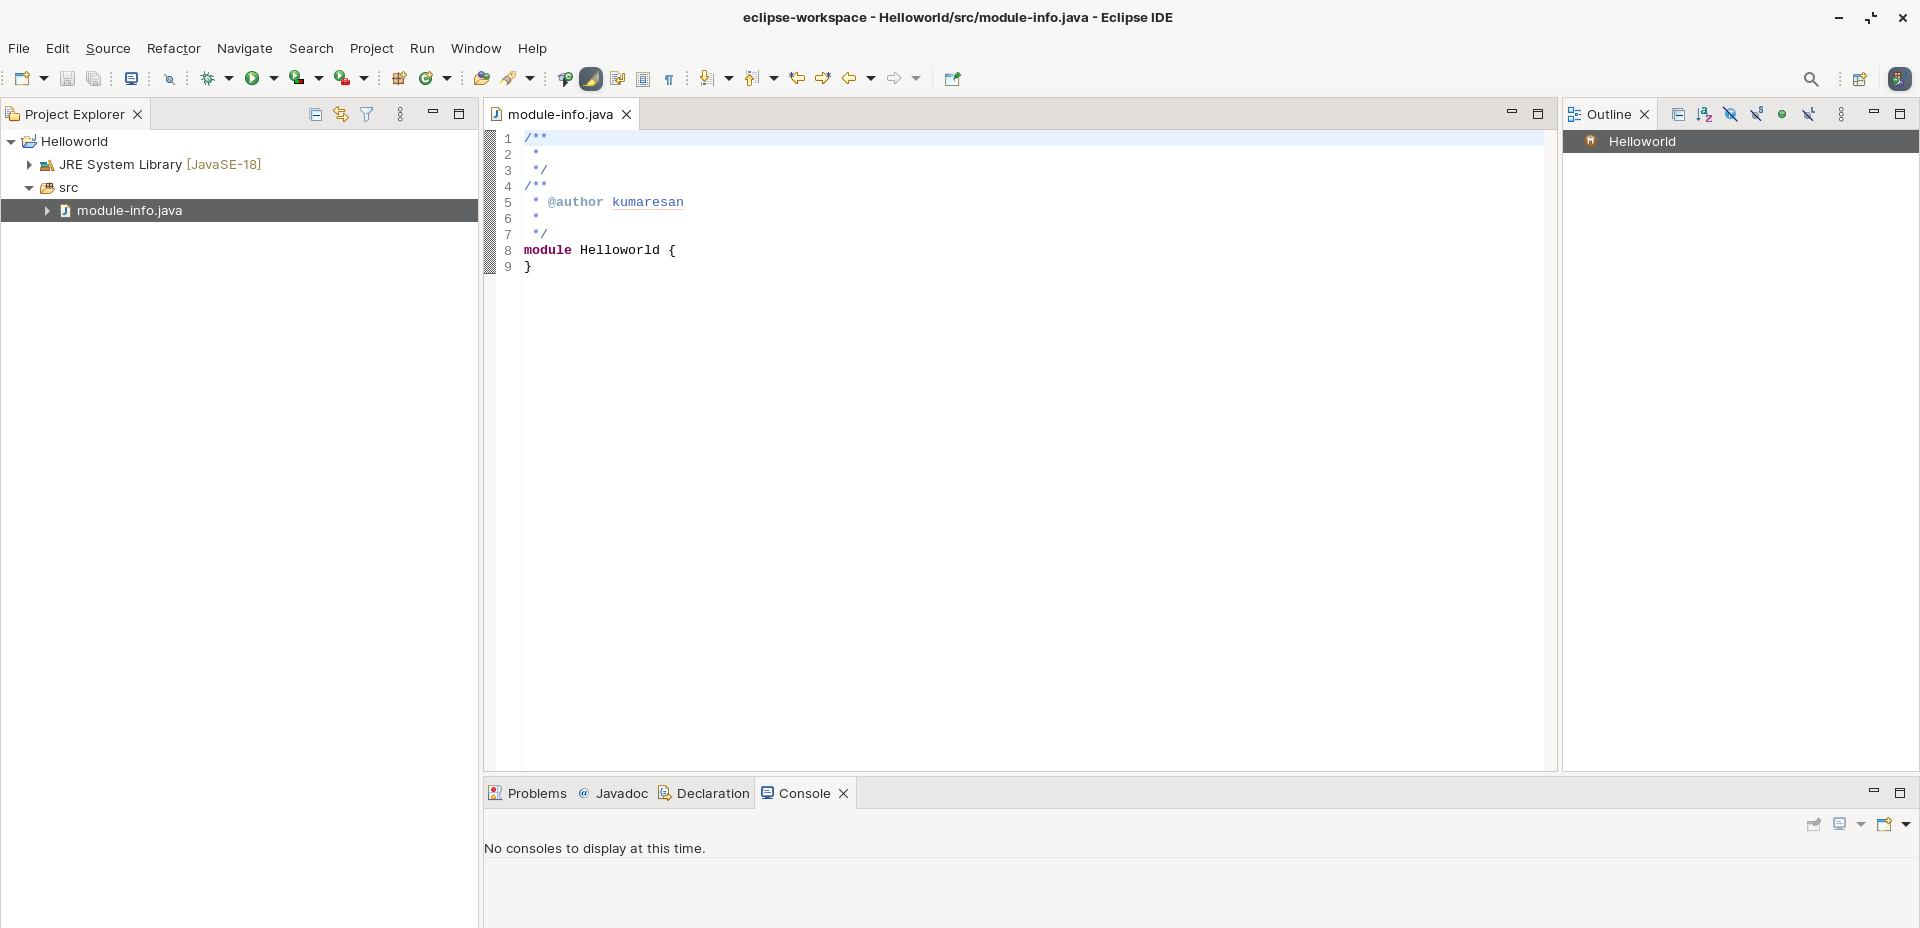 eclipse-workspace - Helloworld/src/module-info.java - Eclipse IDE
File Edit Source Refactor Navigate Search Project Run Window Help
Project Explorer
Helloworld
JRE System Library [JavaSE-18]
src
module-info.java
module-info.java
1 /**
2  *
3  */
4 /**
5  * @author kumaresan
6  *
7  */
8 module Helloworld {
9 }
Outline
Helloworld
Problems Javadoc Declaration Console
No consoles to display at this time.